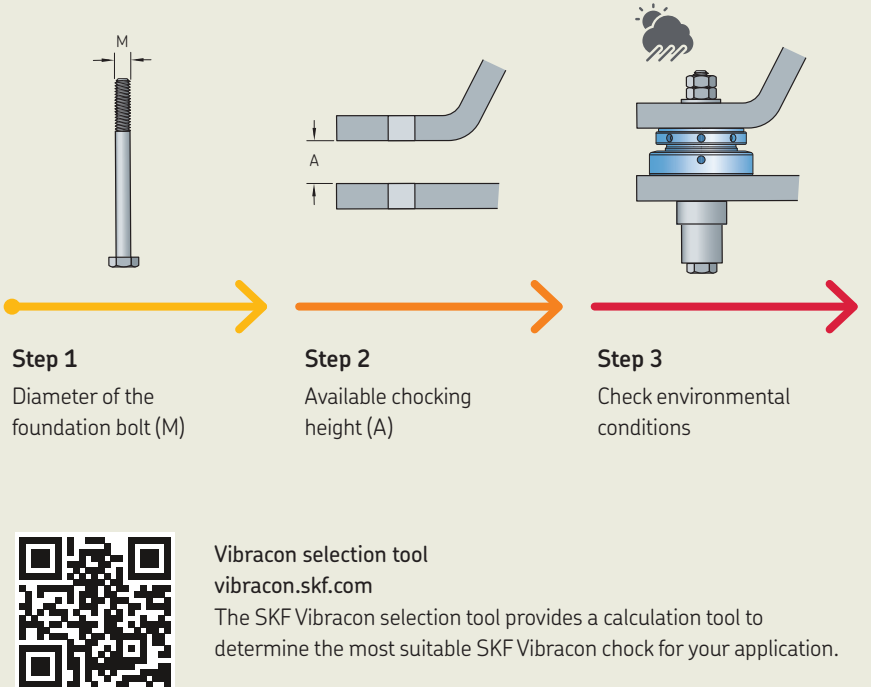 M
A
Step 1
Diameter of the
foundation bolt (M)
Step 2
Available chocking
height (A)
Step 3
Check environmental
conditions
Vibracon selection tool
vibracon.skf.com
The SKF Vibracon selection tool provides a calculation tool to
determine the most suitable SKF Vibracon chock for your application.